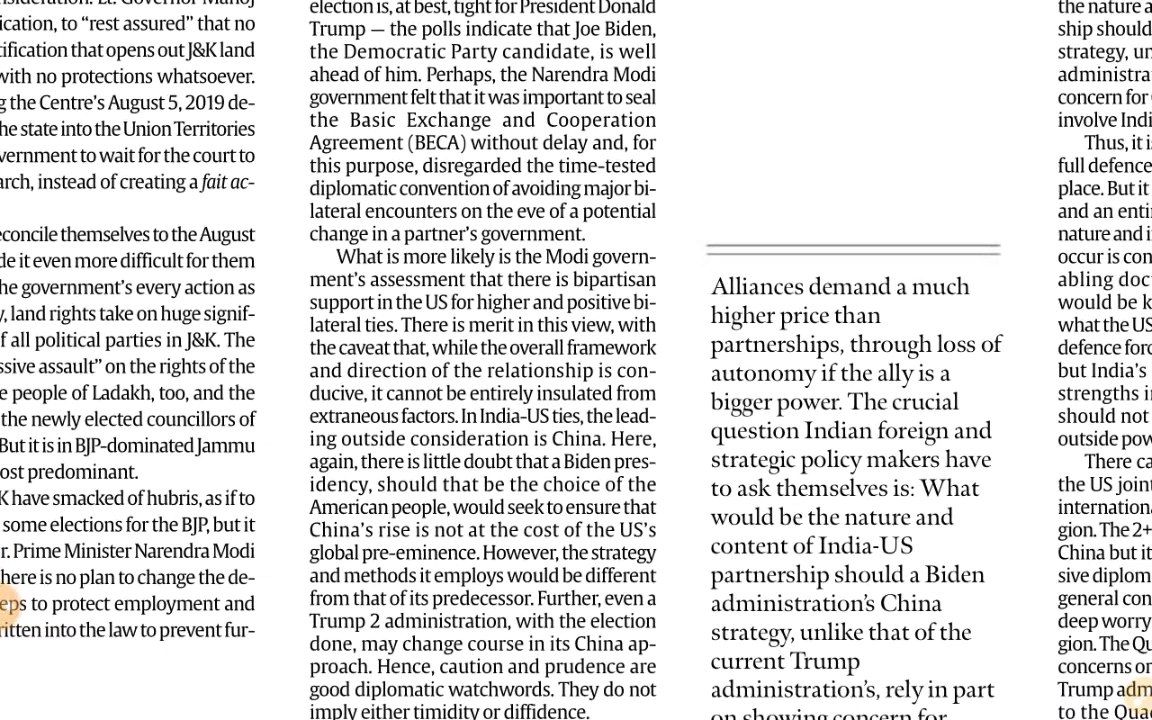 ication, to “rest assured” that no
tification that opens out J&K land
with no protections whatsoever.
g the Centre’s August 5, 2019 de-
he state into the Union Territories
vernment to wait for the court to
arch, instead of creating a fait ac-
econcile themselves to the August
de it even more difficult for them
he government’s every action as
y, land rights take on huge signif-
f all political parties in J&K. The
ssive assault” on the rights of the
e people of Ladakh, too, and the
the newly elected councillors of
But it is in BJP-dominated Jammu
ost predominant.
K have smacked of hubris, as if to
some elections for the BJP, but it
r. Prime Minister Narendra Modi
here is no plan to change the de-
eps to protect employment and
ritten into the law to prevent fur-
election is, at best, tight for President Donald
Trump — the polls indicate that Joe Biden,
the Democratic Party candidate, is well
ahead of him. Perhaps, the Narendra Modi
government felt that it was important to seal
the Basic Exchange and Cooperation
Agreement (BECA) without delay and, for
this purpose, disregarded the time-tested
diplomatic convention of avoiding major bi-
lateral encounters on the eve of a potential
change in a partner’s government.
What is more likely is the Modi govern-
ment’s assessment that there is bipartisan
support in the US for higher and positive bi-
lateral ties. There is merit in this view, with
the caveat that, while the overall framework
and direction of the relationship is con-
ducive, it cannot be entirely insulated from
extraneous factors. In India-US ties, the lead-
ing outside consideration is China. Here,
again, there is little doubt that a Biden pres-
idency, should that be the choice of the
American people, would seek to ensure that
China’s rise is not at the cost of the US’s
global pre-eminence. However, the strategy
and methods it employs would be different
from that of its predecessor. Further, even a
Trump 2 administration, with the election
done, may change course in its China ap-
proach. Hence, caution and prudence are
good diplomatic watchwords. They do not
imply either timidity or diffidence.
Alliances demand a much
higher price than
partnerships, through loss of
autonomy if the ally is a
bigger power. The crucial
question Indian foreign and
strategic policy makers have
to ask themselves is: What
would be the nature and
content of India-US
partnership should a Biden
administration’s China
strategy, unlike that of the
current Trump
administration’s, rely in part
on showing concern for
the nature a
ship should
strategy, un
administra
concern for
involve Indi
Thus, it i
full defence
place. But it
and an enti
nature and i
occur is con
abling doc
would be k
what the US
defence forc
but India’s
strengths i
should not
outside pow
There ca
the US joint
internationa
gion. The 2+
China but it
sive diplom
general con
deep worry
gion. The Qu
concerns or
Trump adm
to the Quad